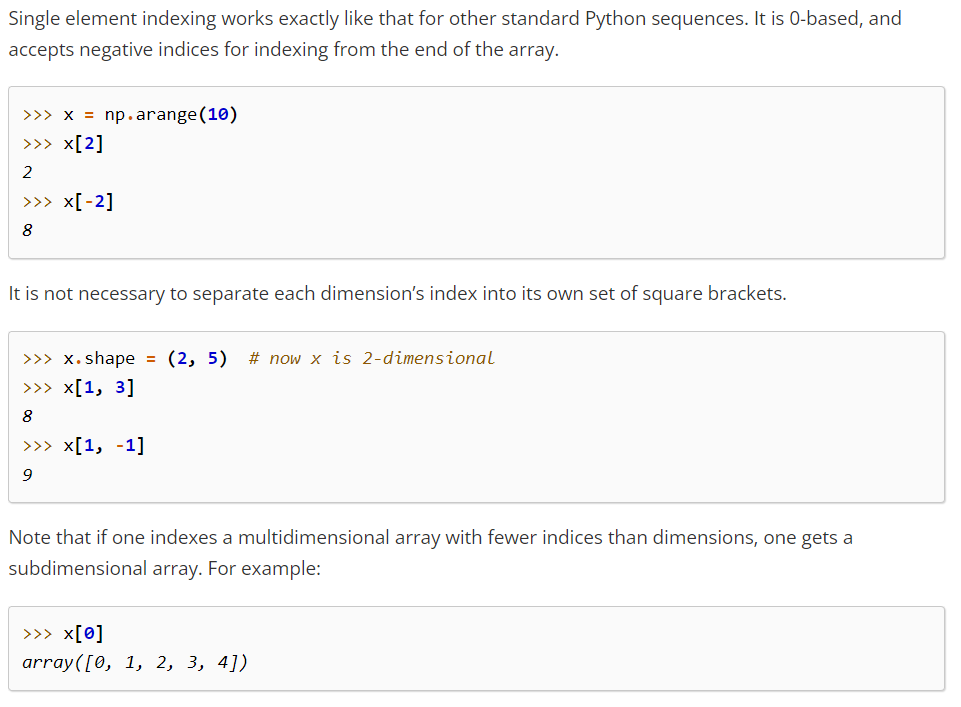 Single element indexing works exactly like that for other standard Python sequences. It is 0-based, and
accepts negative indices for indexing from the end of the array.
>>> x = np.arange(10)
>>> x[2]
2
>>> x[-2]
8
It is not necessary to separate each dimension’s index into its own set of square brackets.
>>> x.shape = (2, 5)  # now x is 2-dimensional
>>> x[1, 3]
8
>>> x[1, -1]
9
Note that if one indexes a multidimensional array with fewer indices than dimensions, one gets a
subdimensional array. For example:
>>> x[0]
array([0, 1, 2, 3, 4])